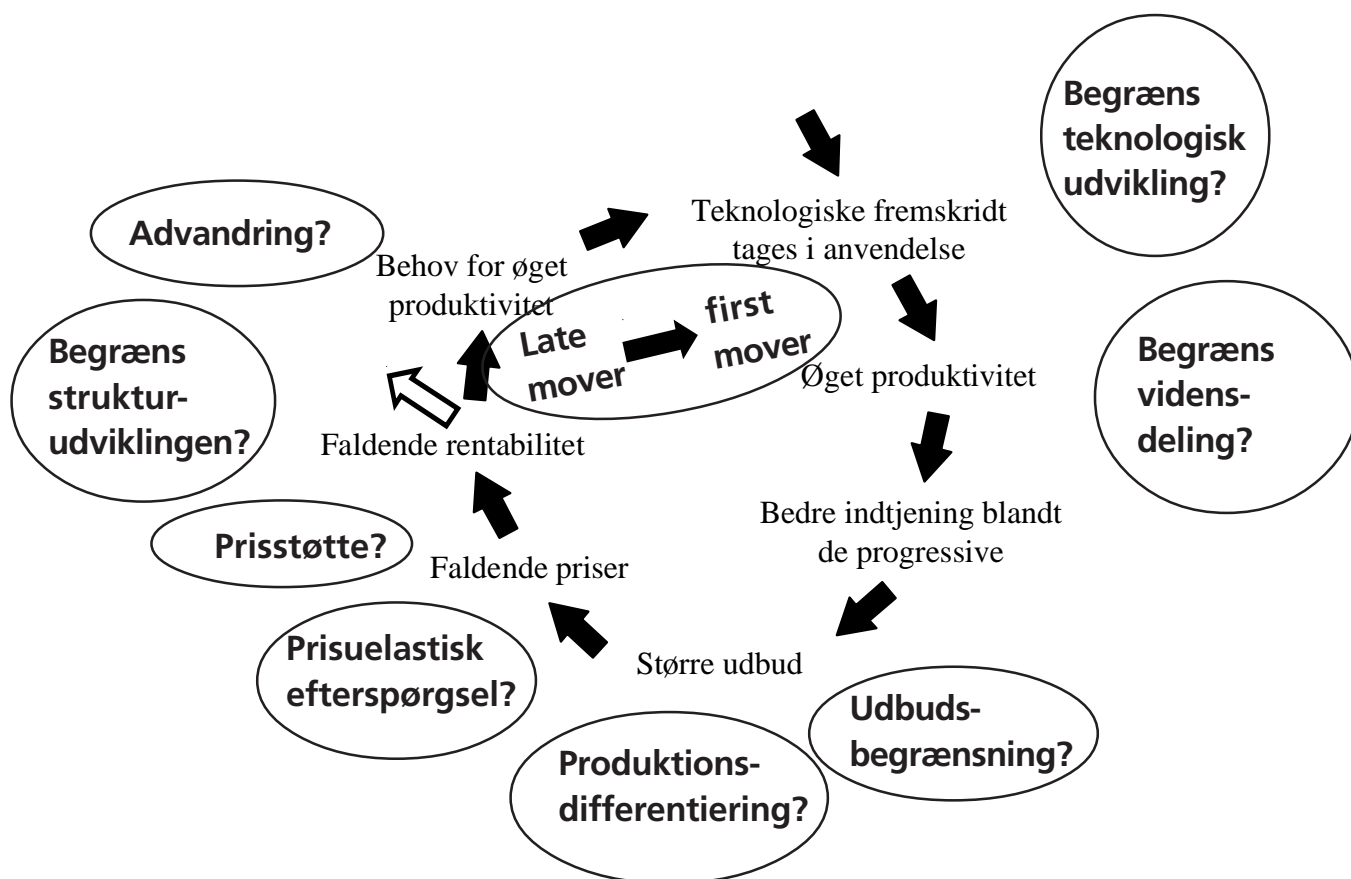 Begræns
teknologisk
udvikling?
Teknologiske fremskridt
tages i anvendelse
Advandring?
Behov for øget
produktivitet
Late
mover
first
mover
Begræns
struktur-
udviklingen?
Øget produktivitet
Begræns
videns-
deling?
Faldende rentabilitet
Bedre indtjening blandt
de progressive
Prisstøtte?
Faldende priser
Prisuelastisk
efterspørgsel?
Større udbud
Udbuds-
begrænsning?
Produktions-
differentiering?